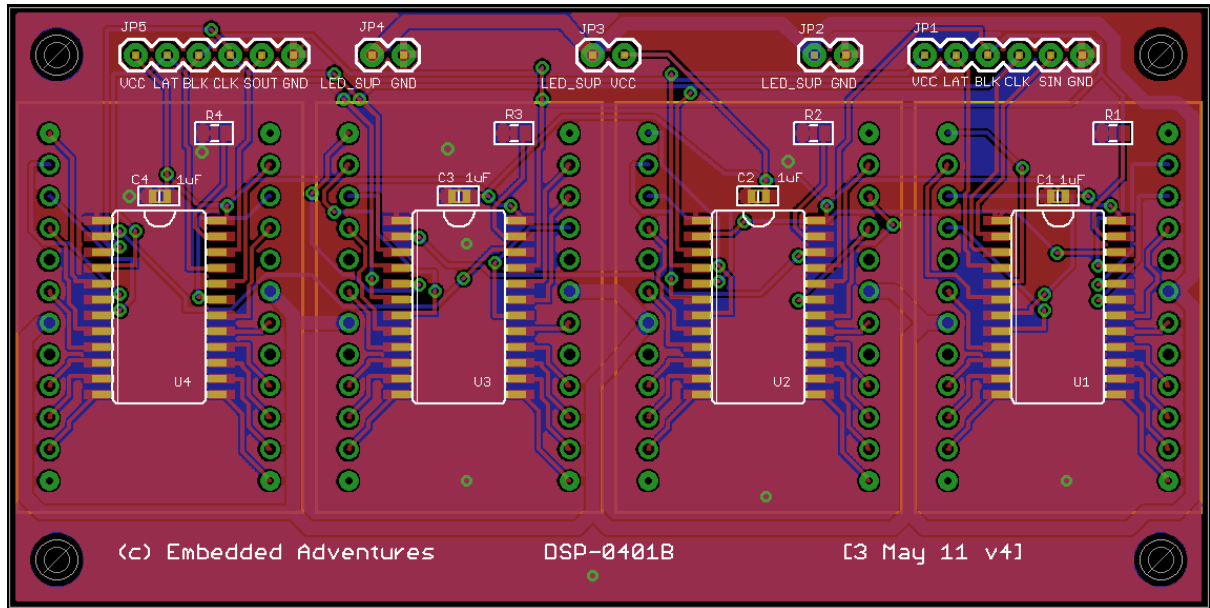 JP5 JP4 JP3 JP2 JP1
VCC LAT BLK CLK SOUT GND LED_SUP GND LED_SUP VCC LED_SUP GND VCC LAT BLK CLK SIN GND
R4 R3 R2 R1
C4 1uF C3 1uF C2 1uF C1 1uF
U4 U3 U2 U1
(c) Embedded Adventures DSP-0401B [3 May 11 v4]